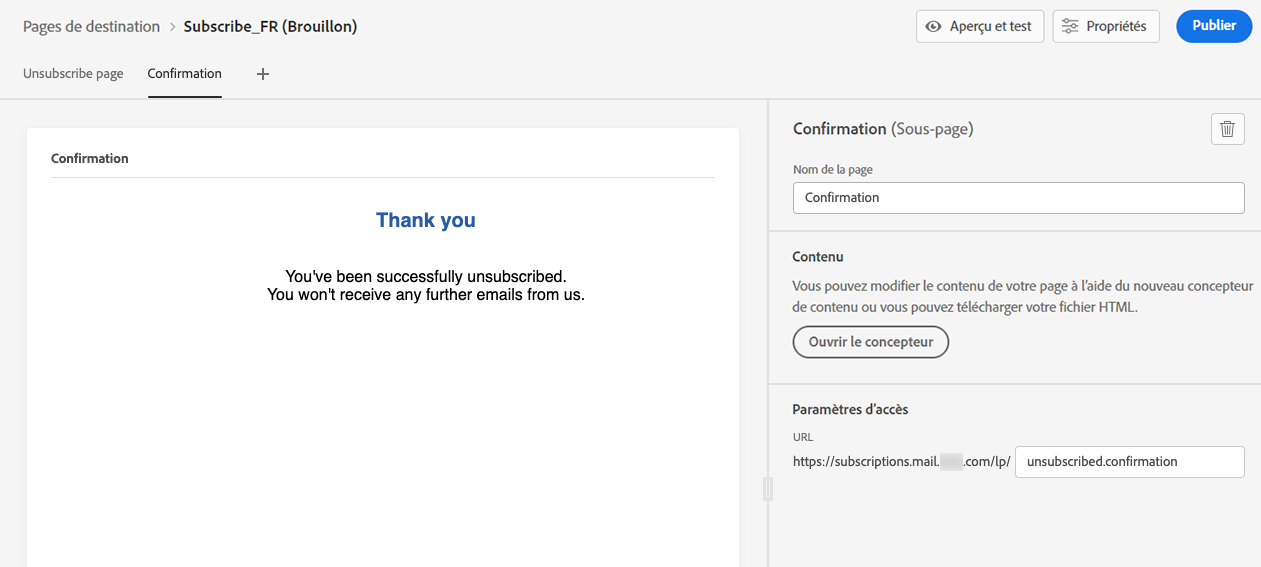 Pages de destination > Subscribe_FR (Brouillon)
Aperçu et test
Propriétés
Publier
Unsubscribe page
Confirmation
+
Confirmation
Thank you
You've been successfully unsubscribed.
You won't receive any further emails from us.
Confirmation (Sous-page)
Nom de la page
Confirmation
Contenu
Vous pouvez modifier le contenu de votre page à l'aide du nouveau concepteur
de contenu ou vous pouvez télécharger votre fichier HTML.
Ouvrir le concepteur
Paramètres d'accès
URL
https://subscriptions.mail. .com/lp/ unsubscribed.confirmation